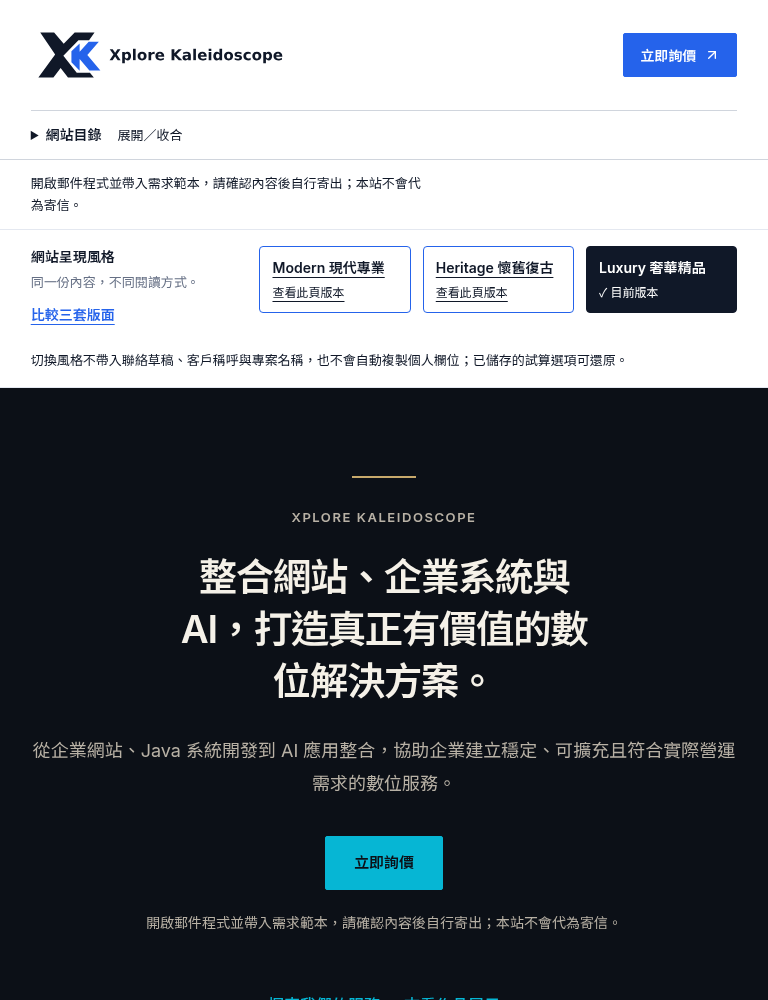 Xplore Kaleidoscope
立即詢價
網站目錄 展開／收合
開啟郵件程式並帶入需求範本，請確認內容後自行寄出；本站不會代
為寄信。
網站呈現風格
同一份內容，不同閱讀方式。
比較三套版面
Modern 現代專業
查看此頁版本
Heritage 懷舊復古
查看此頁版本
Luxury 奢華精品
✓ 目前版本
切換風格不帶入聯絡草稿、客戶稱呼與專案名稱，也不會自動複製個人欄位；已儲存的試算選項可還原。
XPLORE KALEIDOSCOPE
整合網站、企業系統與
AI，打造真正有價值的數
位解決方案。
從企業網站、Java 系統開發到 AI 應用整合，協助企業建立穩定、可擴充且符合實際營運
需求的數位服務。
立即詢價
開啟郵件程式並帶入需求範本，請確認內容後自行寄出；本站不會代為寄信。